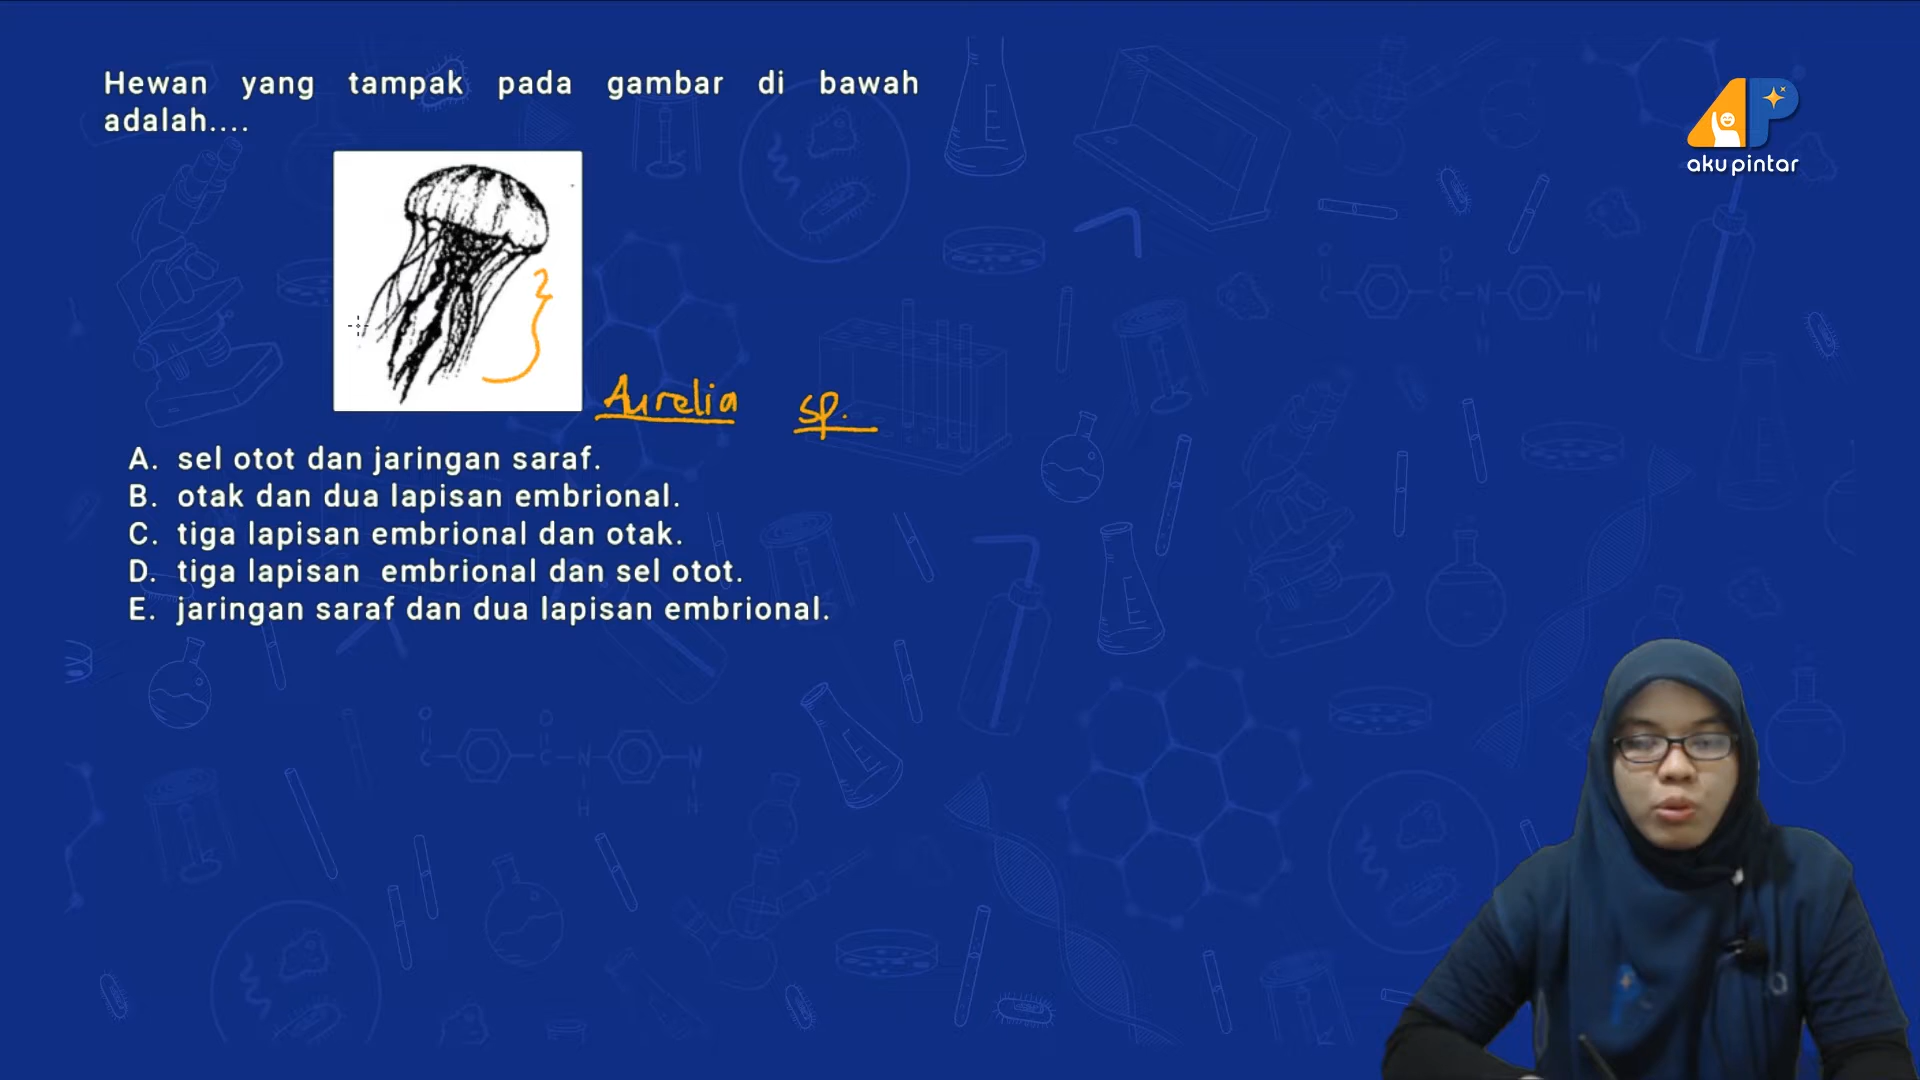 Hewan yang tampak pada gambar di bawah
adalah....
aku pintar
Aurelia sp.
A. sel otot dan jaringan saraf.
B. otak dan dua lapisan embrional.
C. tiga lapisan embrional dan otak.
D. tiga lapisan embrional dan sel otot.
E. jaringan saraf dan dua lapisan embrional.